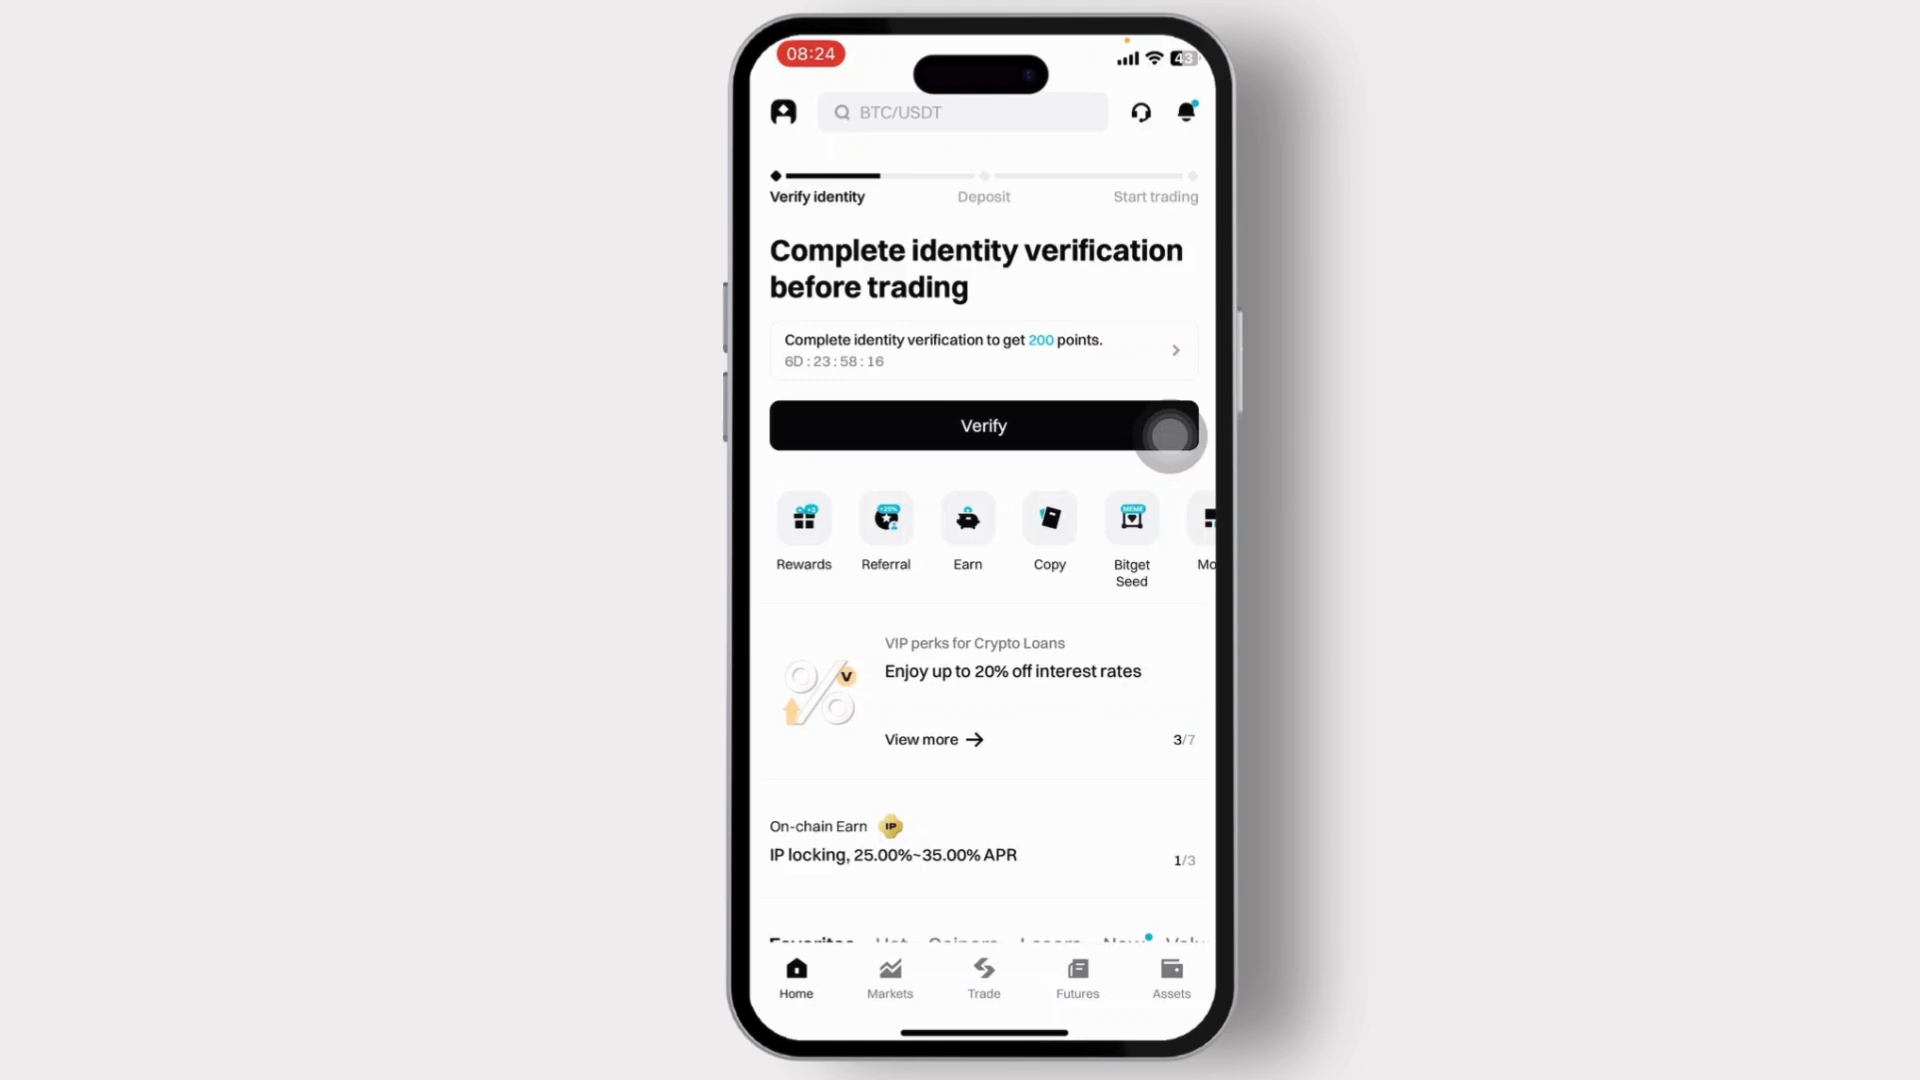 08:24
43
BTC/USDT
Verify identity
Deposit
Start trading
Complete identity verification
before trading
Complete identity verification to get 200 points.
6D : 23 : 58 : 16
Verify
+25%
MEME
Rewards
Referral
Earn
Copy
Bitget
Seed
Mo
VIP perks for Crypto Loans
V
Enjoy up to 20% off interest rates
View more
3/7
On-chain Earn
IP
IP locking, 25.00%~35.00% APR
1/3
Favorites
Hot
Gainers
Losers
New
Home
Markets
Trade
Futures
Assets